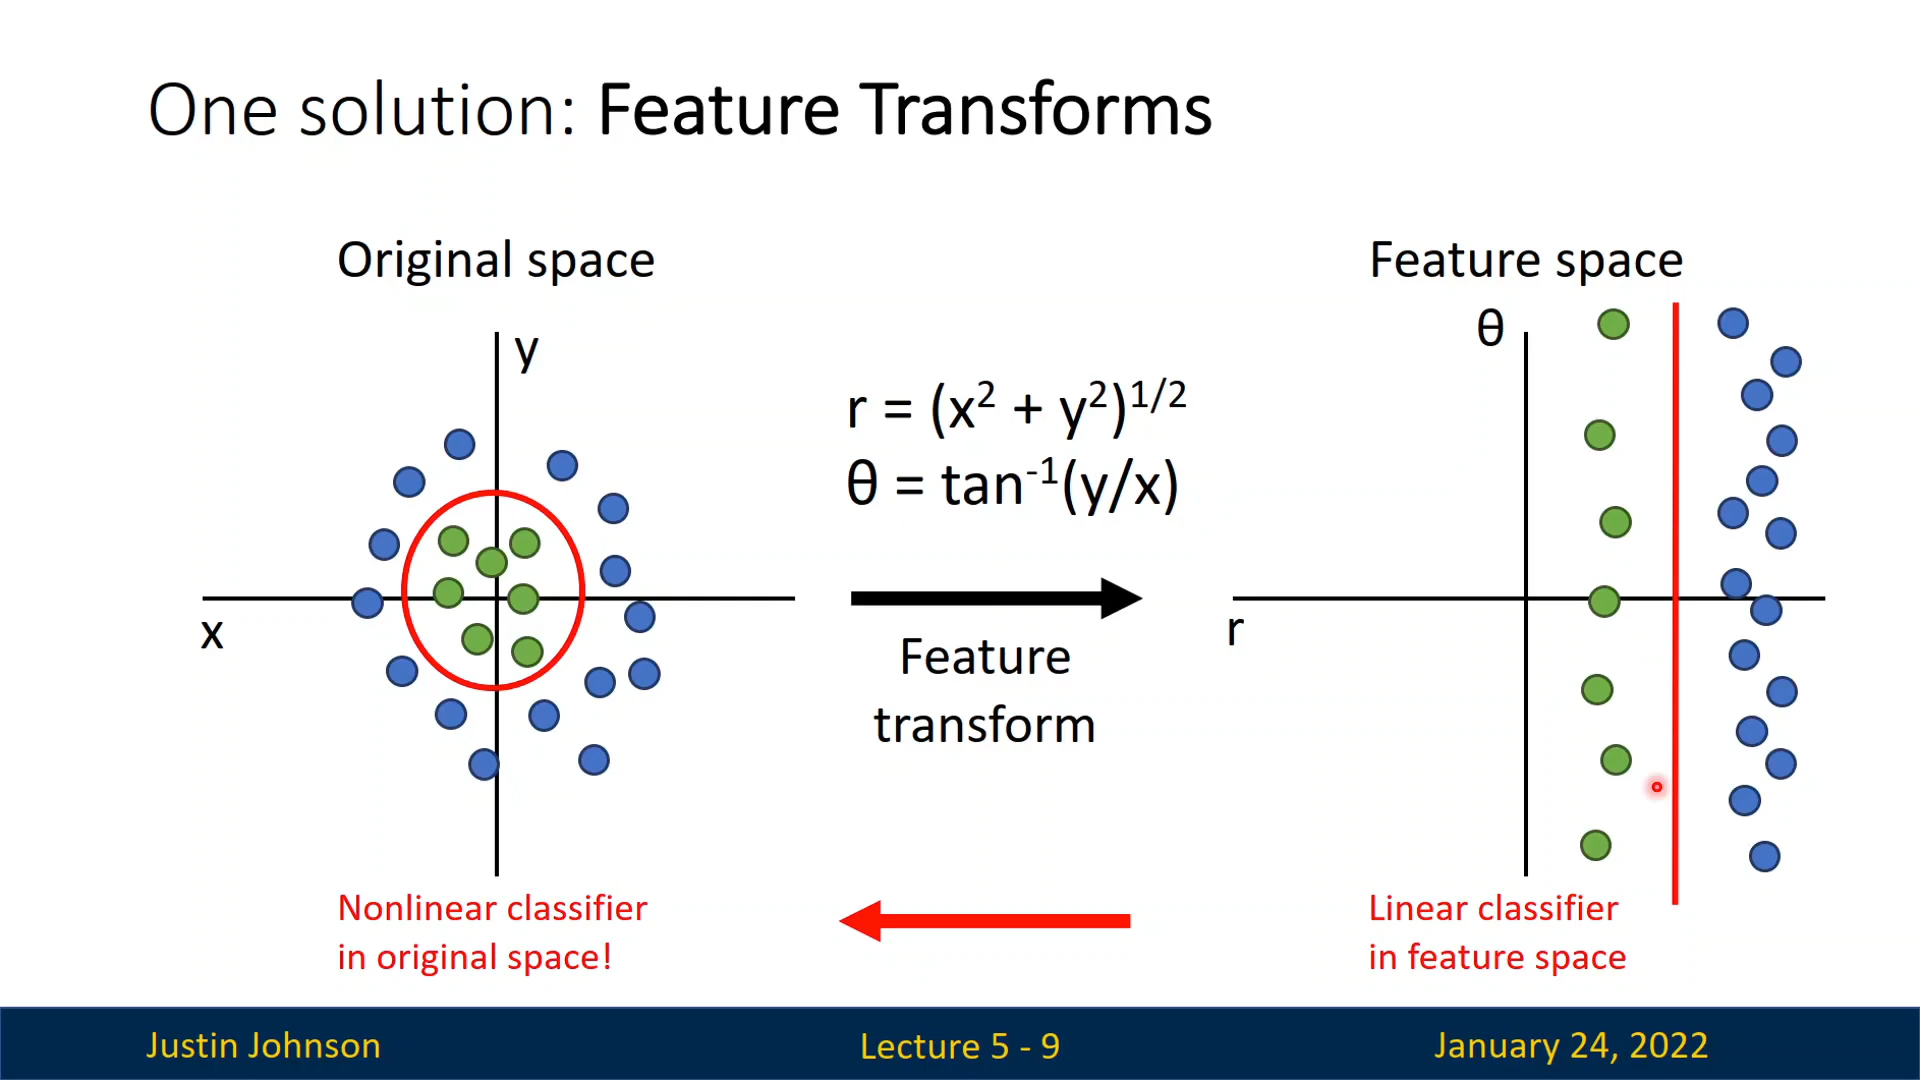 One solution: Feature Transforms
Original space
y
x
r = (x² + y²)¹/²
θ = tan⁻¹(y/x)
Feature
transform
Feature space
θ
r
Nonlinear classifier
in original space!
Linear classifier
in feature space
Justin Johnson
Lecture 5 - 9
January 24, 2022